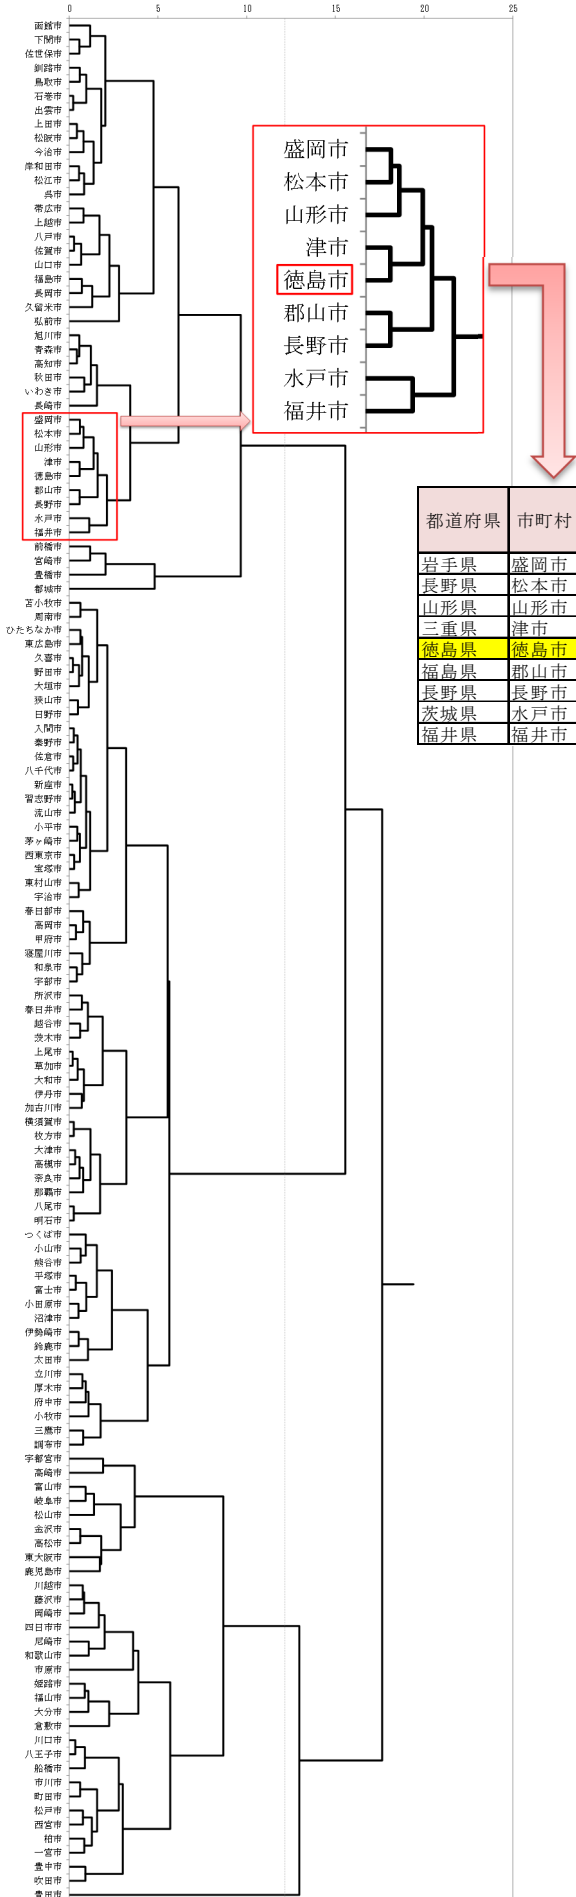 0 5 10 15 20 25
函館市
下関市
佐世保市
釧路市
鳥取市
石巻市
出雲市
上田市
松阪市
今治市
岸和田市
松江市
呉市
帯広市
上越市
八戸市
佐賀市
山口市
福島市
長岡市
久留米市
弘前市
旭川市
青森市
高知市
秋田市
いわき市
長崎市
盛岡市
松本市
山形市
津市
徳島市
郡山市
長野市
水戸市
福井市
前橋市
宮崎市
豊橋市
都城市
苫小牧市
周南市
ひたちなか市
東広島市
久喜市
野田市
大垣市
狭山市
日野市
入間市
秦野市
佐倉市
八千代市
新座市
習志野市
流山市
小平市
茅ヶ崎市
西東京市
宝塚市
東村山市
宇治市
春日部市
高岡市
甲府市
寝屋川市
和泉市
宇部市
所沢市
春日井市
越谷市
茨木市
上尾市
草加市
大和市
伊丹市
加古川市
横須賀市
枚方市
大津市
高槻市
奈良市
那覇市
八尾市
明石市
つくば市
小山市
熊谷市
平塚市
富士市
小田原市
沼津市
伊勢崎市
鈴鹿市
太田市
立川市
厚木市
府中市
小牧市
三鷹市
調布市
宇都宮市
高崎市
富山市
岐阜市
松山市
金沢市
高松市
東大阪市
鹿児島市
川越市
藤沢市
岡崎市
四日市市
尼崎市
和歌山市
市原市
姫路市
福山市
大分市
倉敷市
川口市
八王子市
船橋市
市川市
町田市
松戸市
西宮市
柏市
一宮市
豊中市
吹田市
豊田市
盛岡市
松本市
山形市
津市
徳島市
郡山市
長野市
水戸市
福井市
都道府県 市町村
岩手県 盛岡市
長野県 松本市
山形県 山形市
三重県 津市
徳島県 徳島市
福島県 郡山市
長野県 長野市
茨城県 水戸市
福井県 福井市